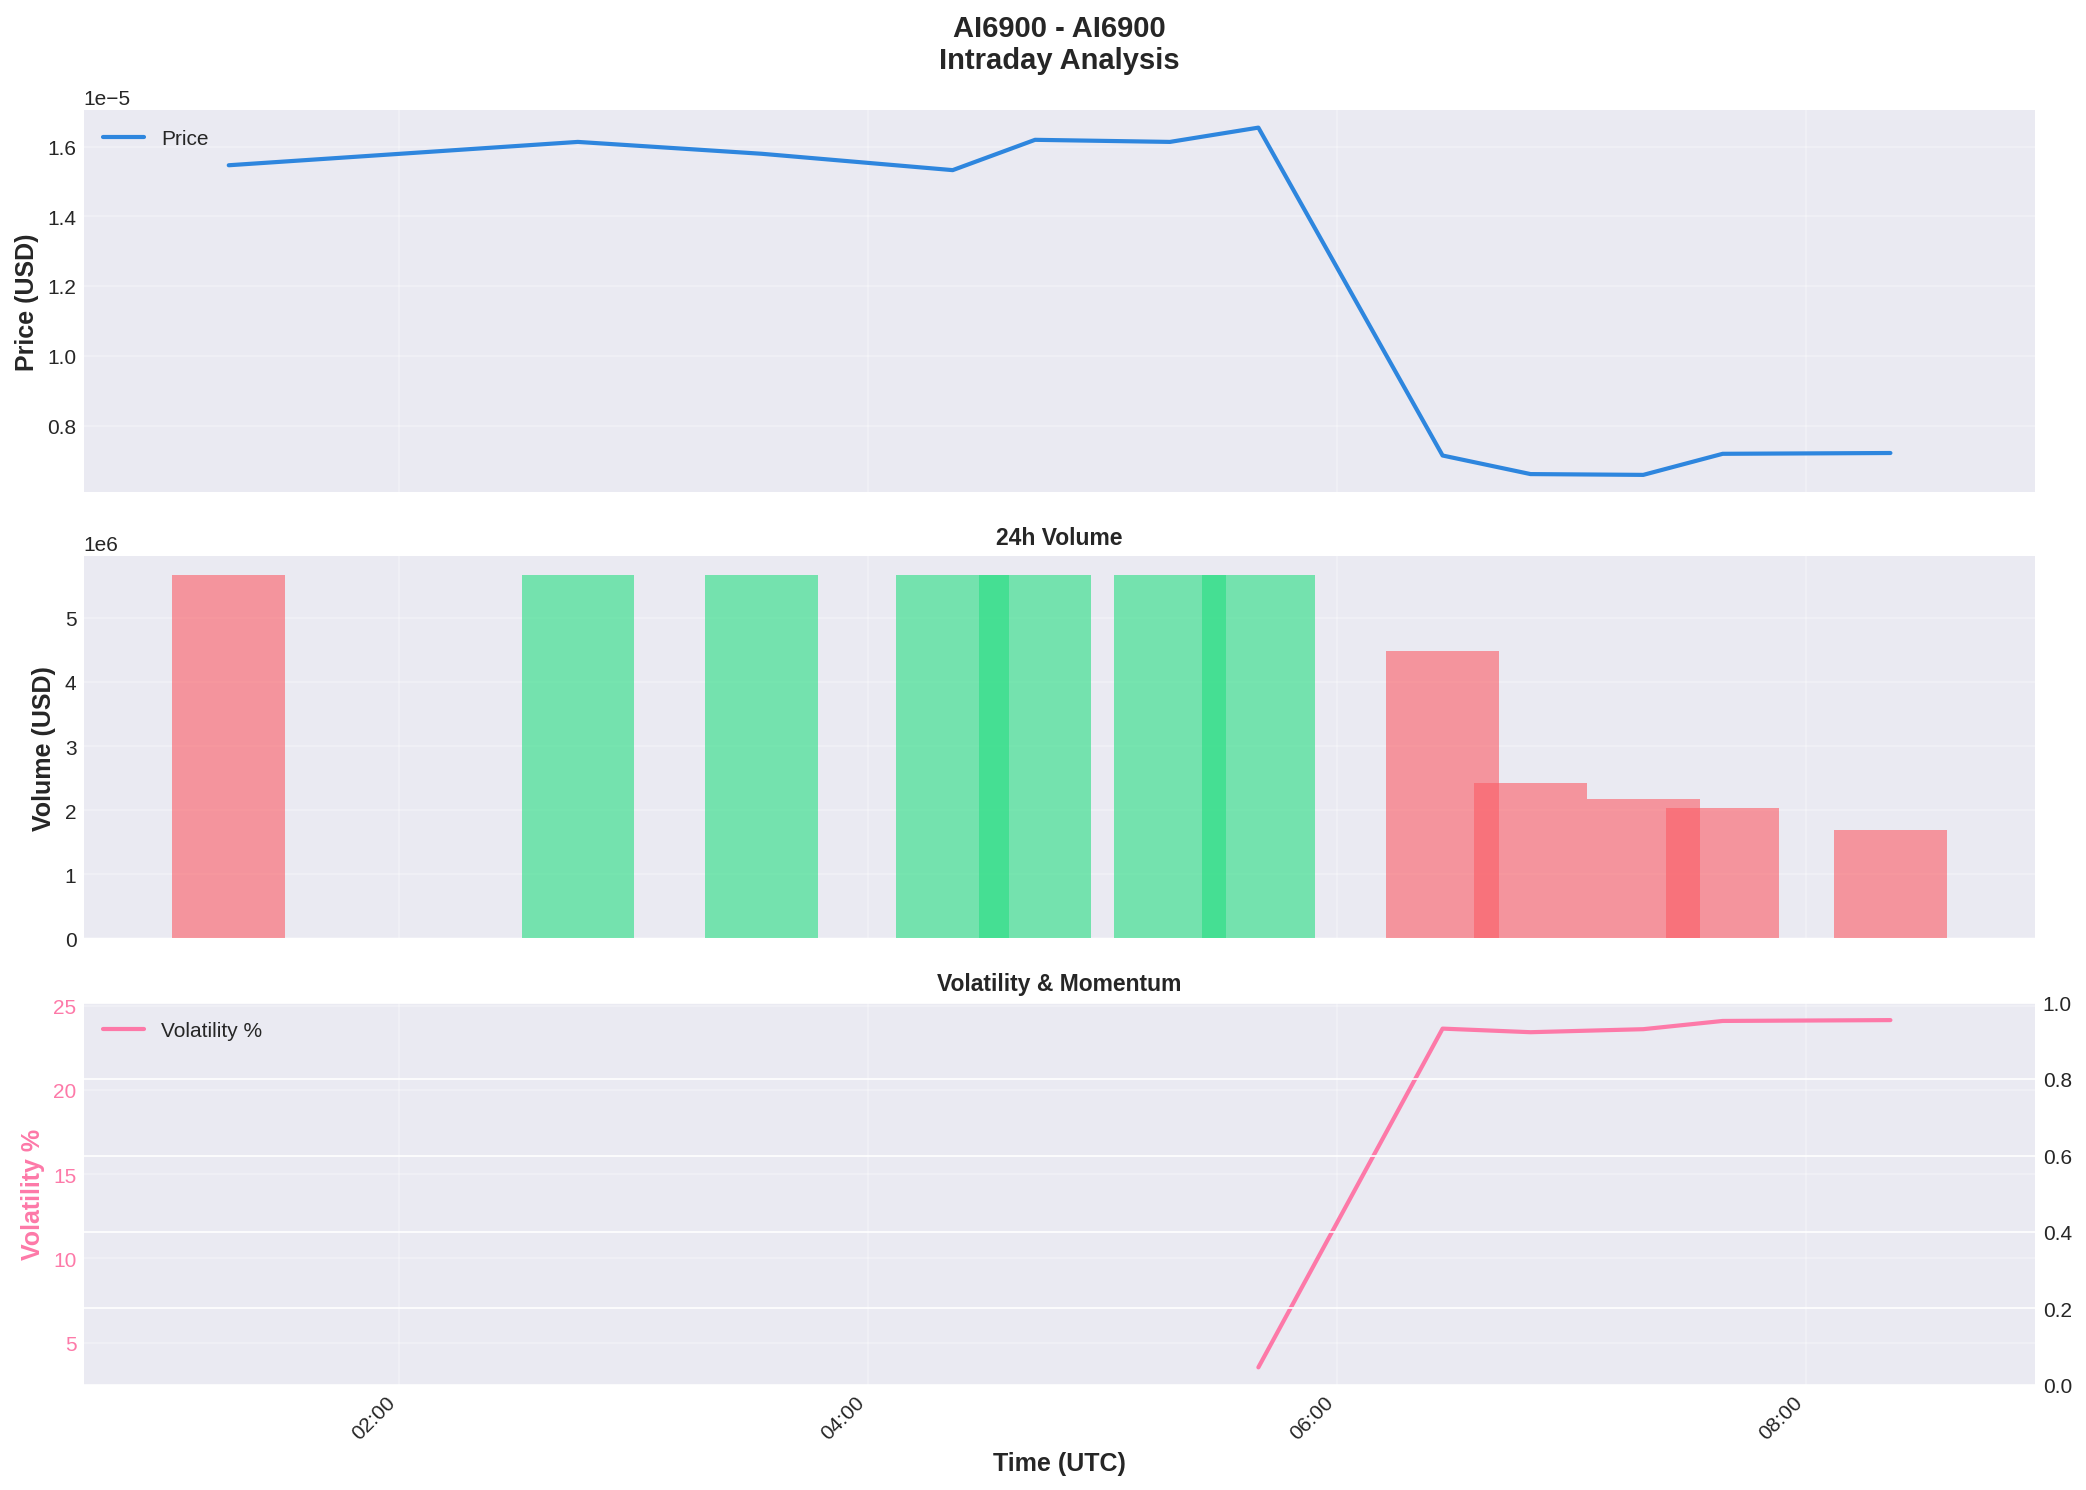 AI6900 - AI6900
Intraday Analysis
1e−5
Price
1.6
1.4
1.2
1.0
0.8
Price (USD)
24h Volume
1e6
5
4
3
2
1
0
Volume (USD)
Volatility & Momentum
Volatility %
25
20
15
10
5
Volatility %
1.0
0.8
0.6
0.4
0.2
0.0
02:00
04:00
06:00
08:00
Time (UTC)